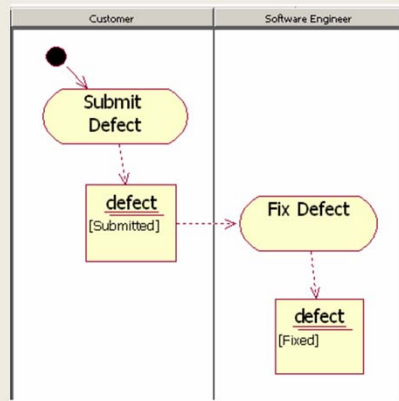 Customer
Software Engineer
Submit
Defect
defect
[Submitted]
Fix Defect
defect
[Fixed]